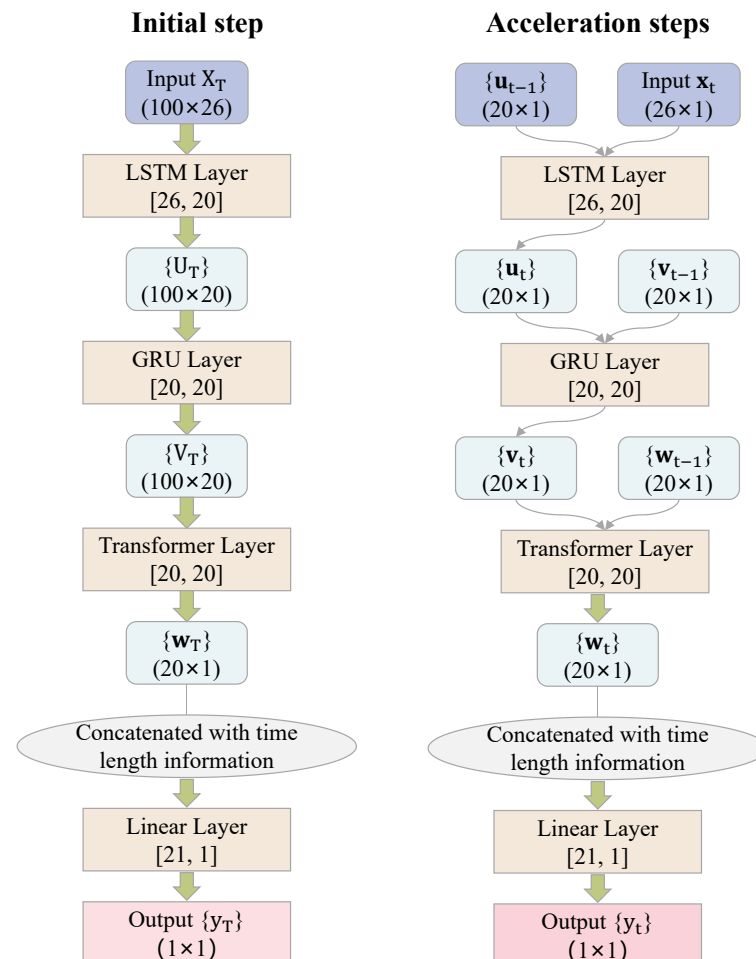 Initial step
Input X_T
(100×26)
LSTM Layer
[26, 20]
{U_T}
(100×20)
GRU Layer
[20, 20]
{V_T}
(100×20)
Transformer Layer
[20, 20]
{w_T}
(20×1)
Concatenated with time
length information
Linear Layer
[21, 1]
Output {y_T}
(1×1)
Acceleration steps
{u_{t−1}}
(20×1)
Input x_t
(26×1)
LSTM Layer
[26, 20]
{u_t}
(20×1)
{v_{t−1}}
(20×1)
GRU Layer
[20, 20]
{v_t}
(20×1)
{w_{t−1}}
(20×1)
Transformer Layer
[20, 20]
{w_t}
(20×1)
Concatenated with time
length information
Linear Layer
[21, 1]
Output {y_t}
(1×1)